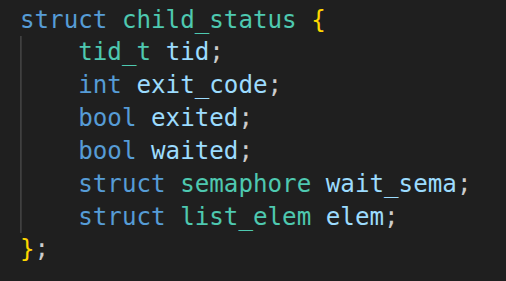 struct child_status {
    tid_t tid;
    int exit_code;
    bool exited;
    bool waited;
    struct semaphore wait_sema;
    struct list_elem elem;
};